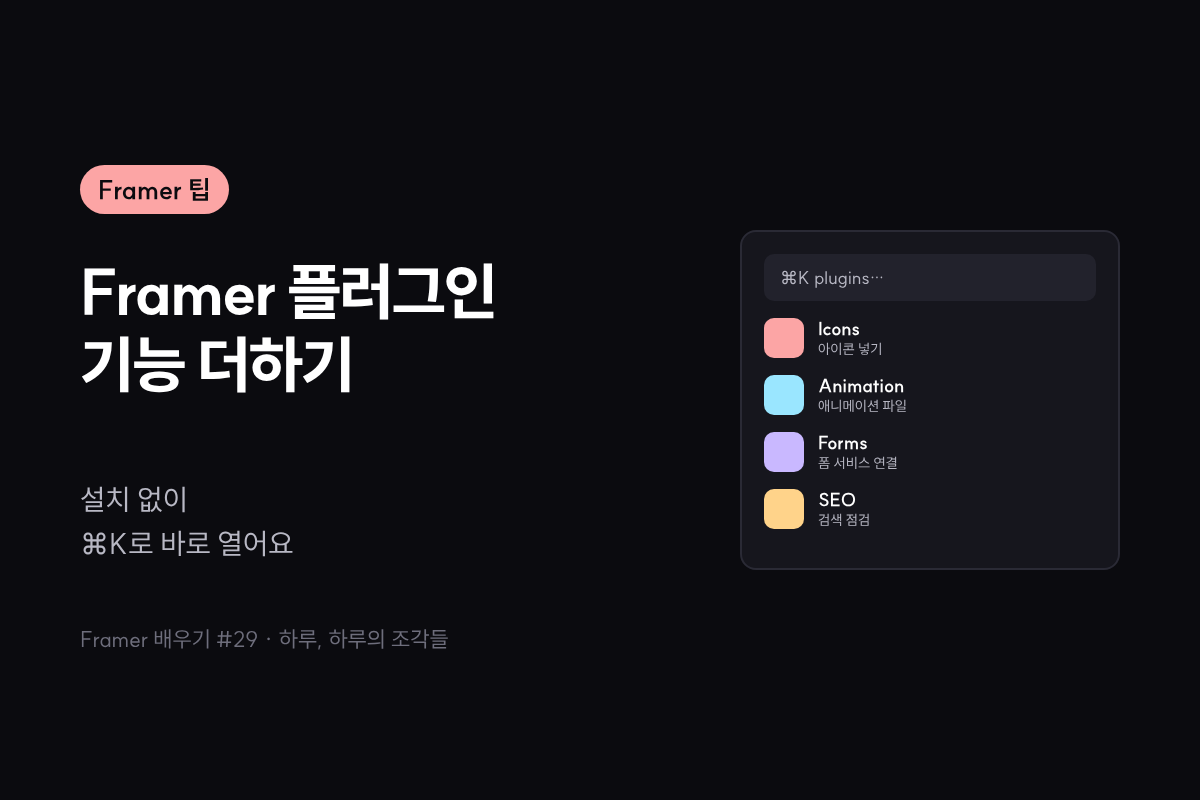 Framer 팁
Framer 플러그인
기능 더하기
설치 없이
⌘K로 바로 열어요
Framer 배우기 #29 · 하루, 하루의 조각들
⌘K plugins…
Icons
아이콘 넣기
Animation
애니메이션 파일
Forms
폼 서비스 연결
SEO
검색 점검